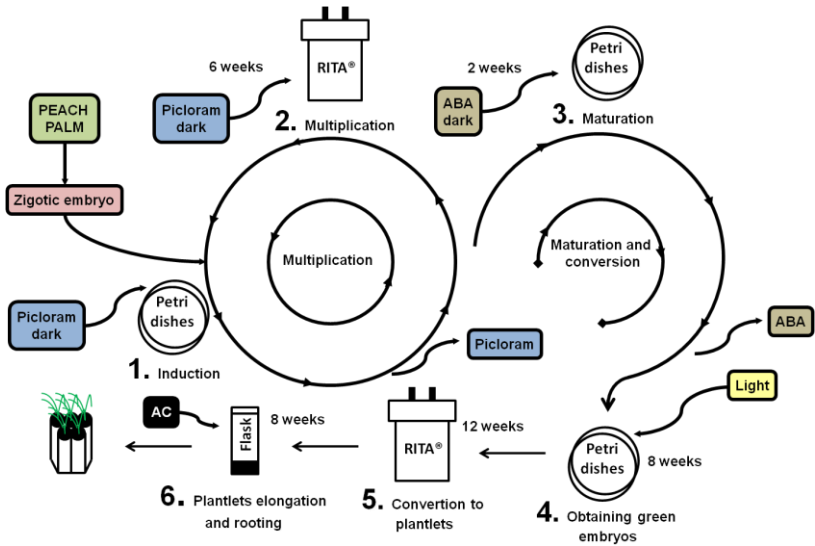 PEACH
PALM
Zigotic embryo
Picloram
dark
Petri
dishes
1. Induction
Picloram
dark
6 weeks
RITA®
2. Multiplication
Multiplication
Picloram
ABA
dark
2 weeks
Petri
dishes
3. Maturation
Maturation and
conversion
ABA
Light
Petri
dishes
8 weeks
4. Obtaining green
embryos
12 weeks
RITA®
5. Convertion to
plantlets
8 weeks
AC
Flask
6. Plantlets elongation
and rooting